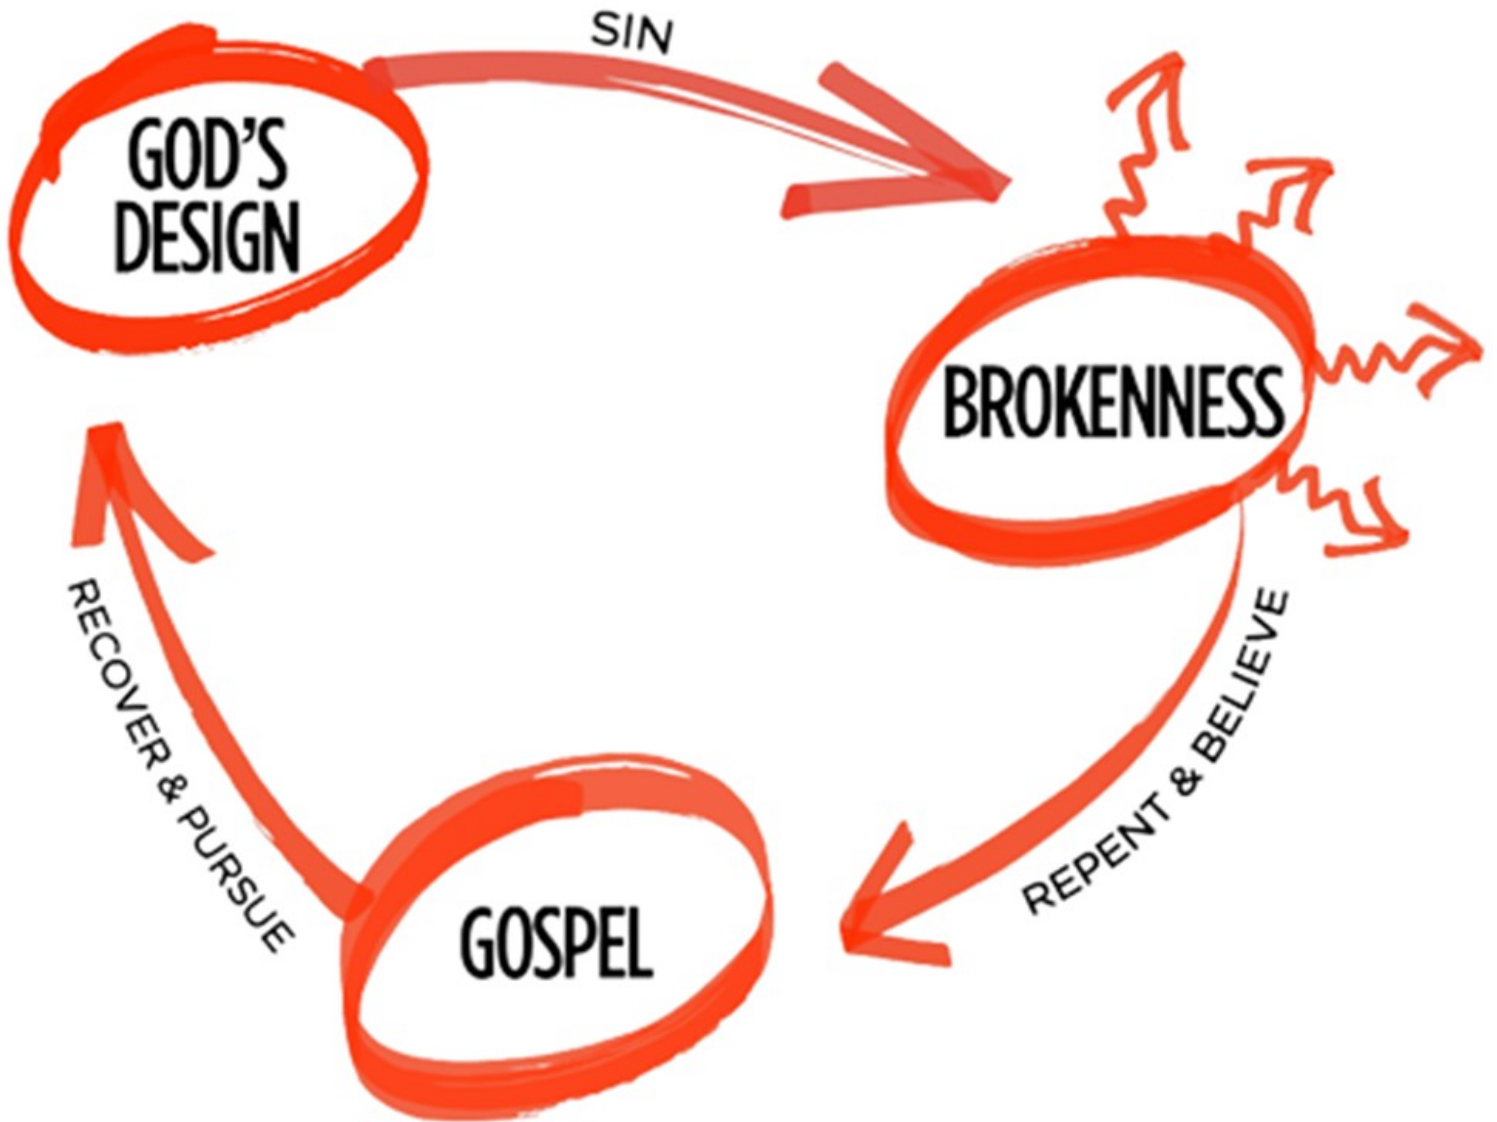 SIN
GOD'S
DESIGN
BROKENNESS
REPENT & BELIEVE
GOSPEL
RECOVER & PURSUE